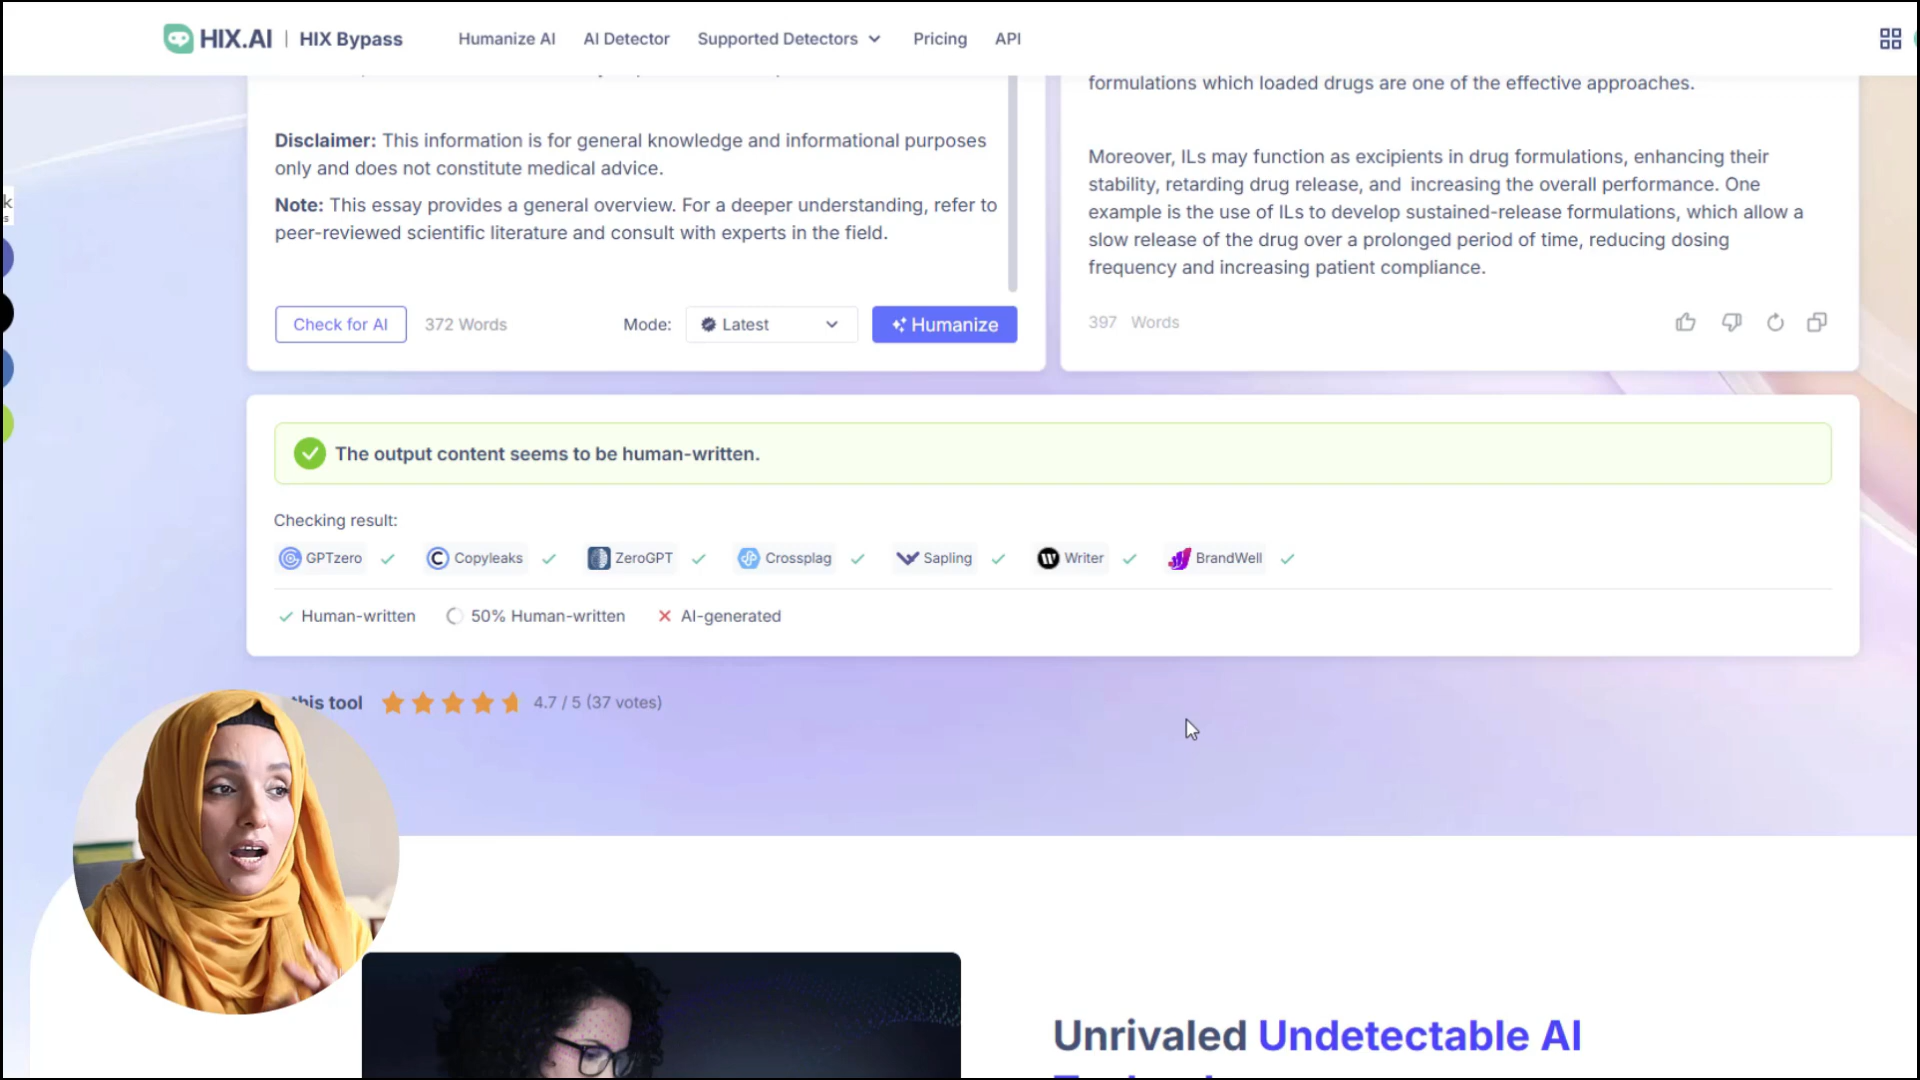 HIX.AI | HIX Bypass
Humanize AI
AI Detector
Supported Detectors
Pricing
API
Disclaimer: This information is for general knowledge and informational purposes
only and does not constitute medical advice.
Note: This essay provides a general overview. For a deeper understanding, refer to
peer-reviewed scientific literature and consult with experts in the field.
Check for AI
372 Words
Mode:
Latest
Humanize
formulations which loaded drugs are one of the effective approaches.
Moreover, ILs may function as excipients in drug formulations, enhancing their
stability, retarding drug release, and increasing the overall performance. One
example is the use of ILs to develop sustained-release formulations, which allow a
slow release of the drug over a prolonged period of time, reducing dosing
frequency and increasing patient compliance.
397 Words
The output content seems to be human-written.
Checking result:
GPTzero
Copyleaks
ZeroGPT
Crossplag
Sapling
Writer
BrandWell
Human-written
50% Human-written
AI-generated
this tool
4.7 / 5 (37 votes)
Unrivaled Undetectable AI